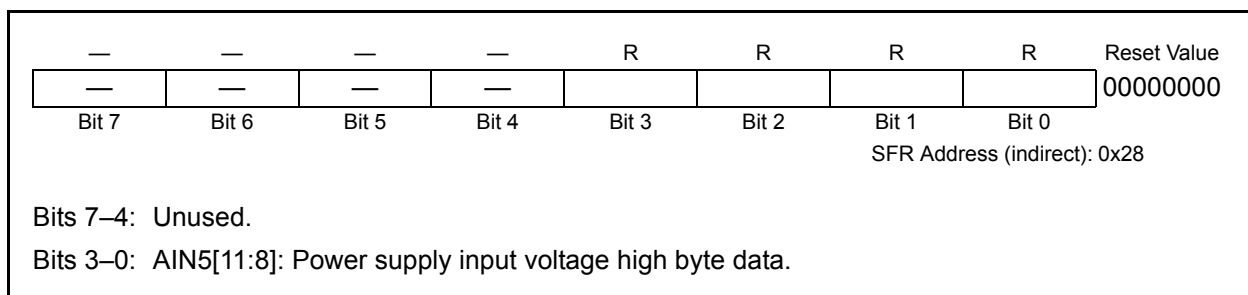 — — — — R R R R Reset Value
— — — — 00000000
Bit 7 Bit 6 Bit 5 Bit 4 Bit 3 Bit 2 Bit 1 Bit 0
SFR Address (indirect): 0x28
Bits 7–4: Unused.
Bits 3–0: AIN5[11:8]: Power supply input voltage high byte data.